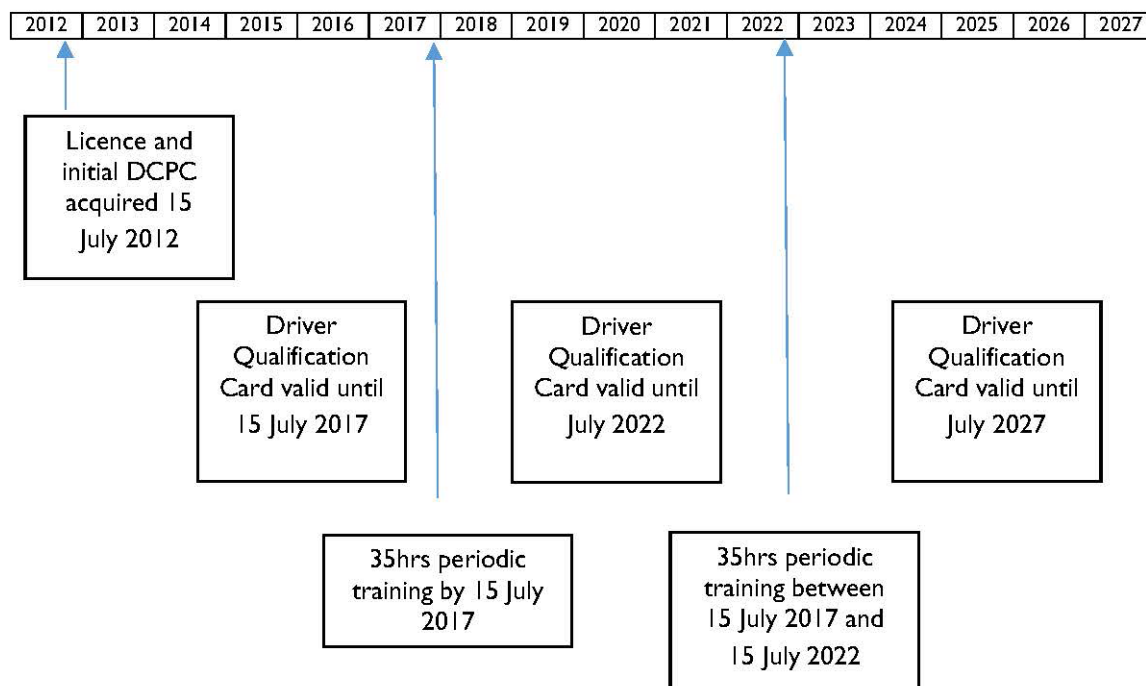 2012 2013 2014 2015 2016 2017 2018 2019 2020 2021 2022 2023 2024 2025 2026 2027
Licence and
initial DCPC
acquired 15
July 2012
Driver
Qualification
Card valid until
15 July 2017
Driver
Qualification
Card valid until
July 2022
Driver
Qualification
Card valid until
July 2027
35hrs periodic
training by 15 July
2017
35hrs periodic
training between
15 July 2017 and
15 July 2022